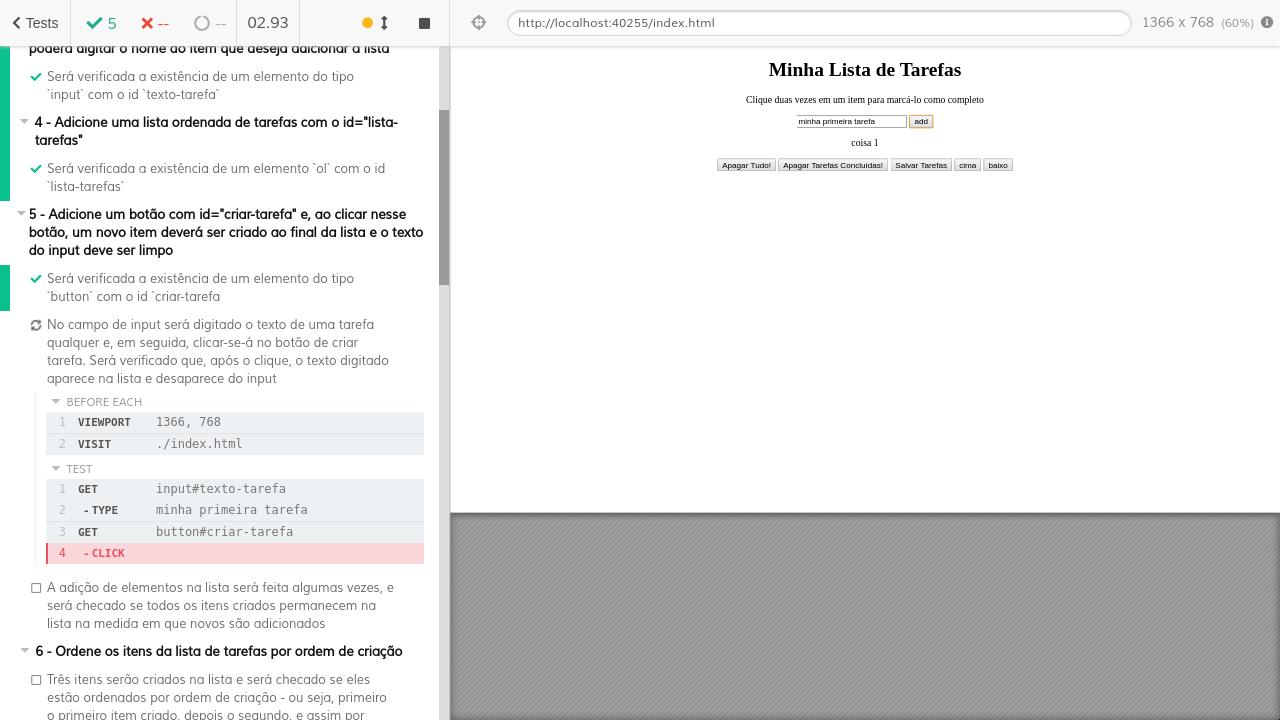 Tests
5
--
--
02.93
http://localhost:40255/index.html
1366 x 768 (60%)
poderá digitar o nome do item que deseja adicionar à lista
Será verificada a existência de um elemento do tipo
`input` com o id `texto-tarefa`
4 - Adicione uma lista ordenada de tarefas com o id="lista-
tarefas"
Será verificada a existência de um elemento `ol` com o id
`lista-tarefas`
5 - Adicione um botão com id="criar-tarefa" e, ao clicar nesse
botão, um novo item deverá ser criado ao final da lista e o texto
do input deve ser limpo
Será verificada a existência de um elemento do tipo
`button` com o id `criar-tarefa
No campo de input será digitado o texto de uma tarefa
qualquer e, em seguida, clicar-se-á no botão de criar
tarefa. Será verificado que, após o clique, o texto digitado
aparece na lista e desaparece do input
BEFORE EACH
1 VIEWPORT 1366, 768
2 VISIT ./index.html
TEST
1 GET input#texto-tarefa
2 -TYPE minha primeira tarefa
3 GET button#criar-tarefa
4 -CLICK
A adição de elementos na lista será feita algumas vezes, e
será checado se todos os itens criados permanecem na
lista na medida em que novos são adicionados
6 - Ordene os itens da lista de tarefas por ordem de criação
Três itens serão criados na lista e será checado se eles
estão ordenados por ordem de criação - ou seja, primeiro
o primeiro item criado, depois o segundo, e assim por
Minha Lista de Tarefas
Clique duas vezes em um item para marcá-lo como completo
minha primeira tarefa add
coisa 1
Apagar Tudo! Apagar Tarefas Concluídas! Salvar Tarefas cima baixo